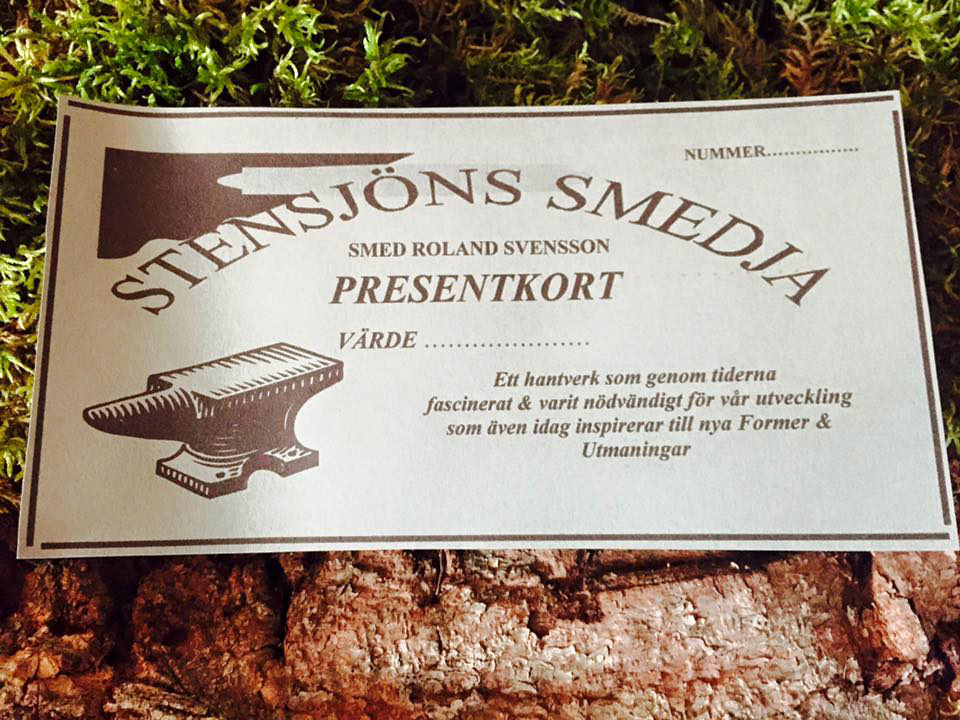 NUMMER................
STENSJÖNS SMEDJA
SMED ROLAND SVENSSON
PRESENTKORT
VÄRDE .....................
Ett hantverk som genom tiderna
fascinerat & varit nödvändigt för vår utveckling
som även idag inspirerar till nya Former &
Utmaningar